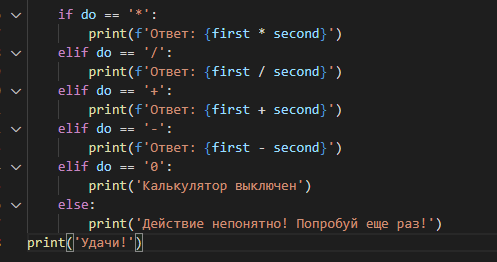 if do == '*':
print(f'Ответ: {first * second}')
elif do == '/':
print(f'Ответ: {first / second}')
elif do == '+':
print(f'Ответ: {first + second}')
elif do == '-':
print(f'Ответ: {first - second}')
elif do == '0':
print('Калькулятор выключен')
else:
print('Действие непонятно! Попробуй еще раз!')
print('Удачи!')